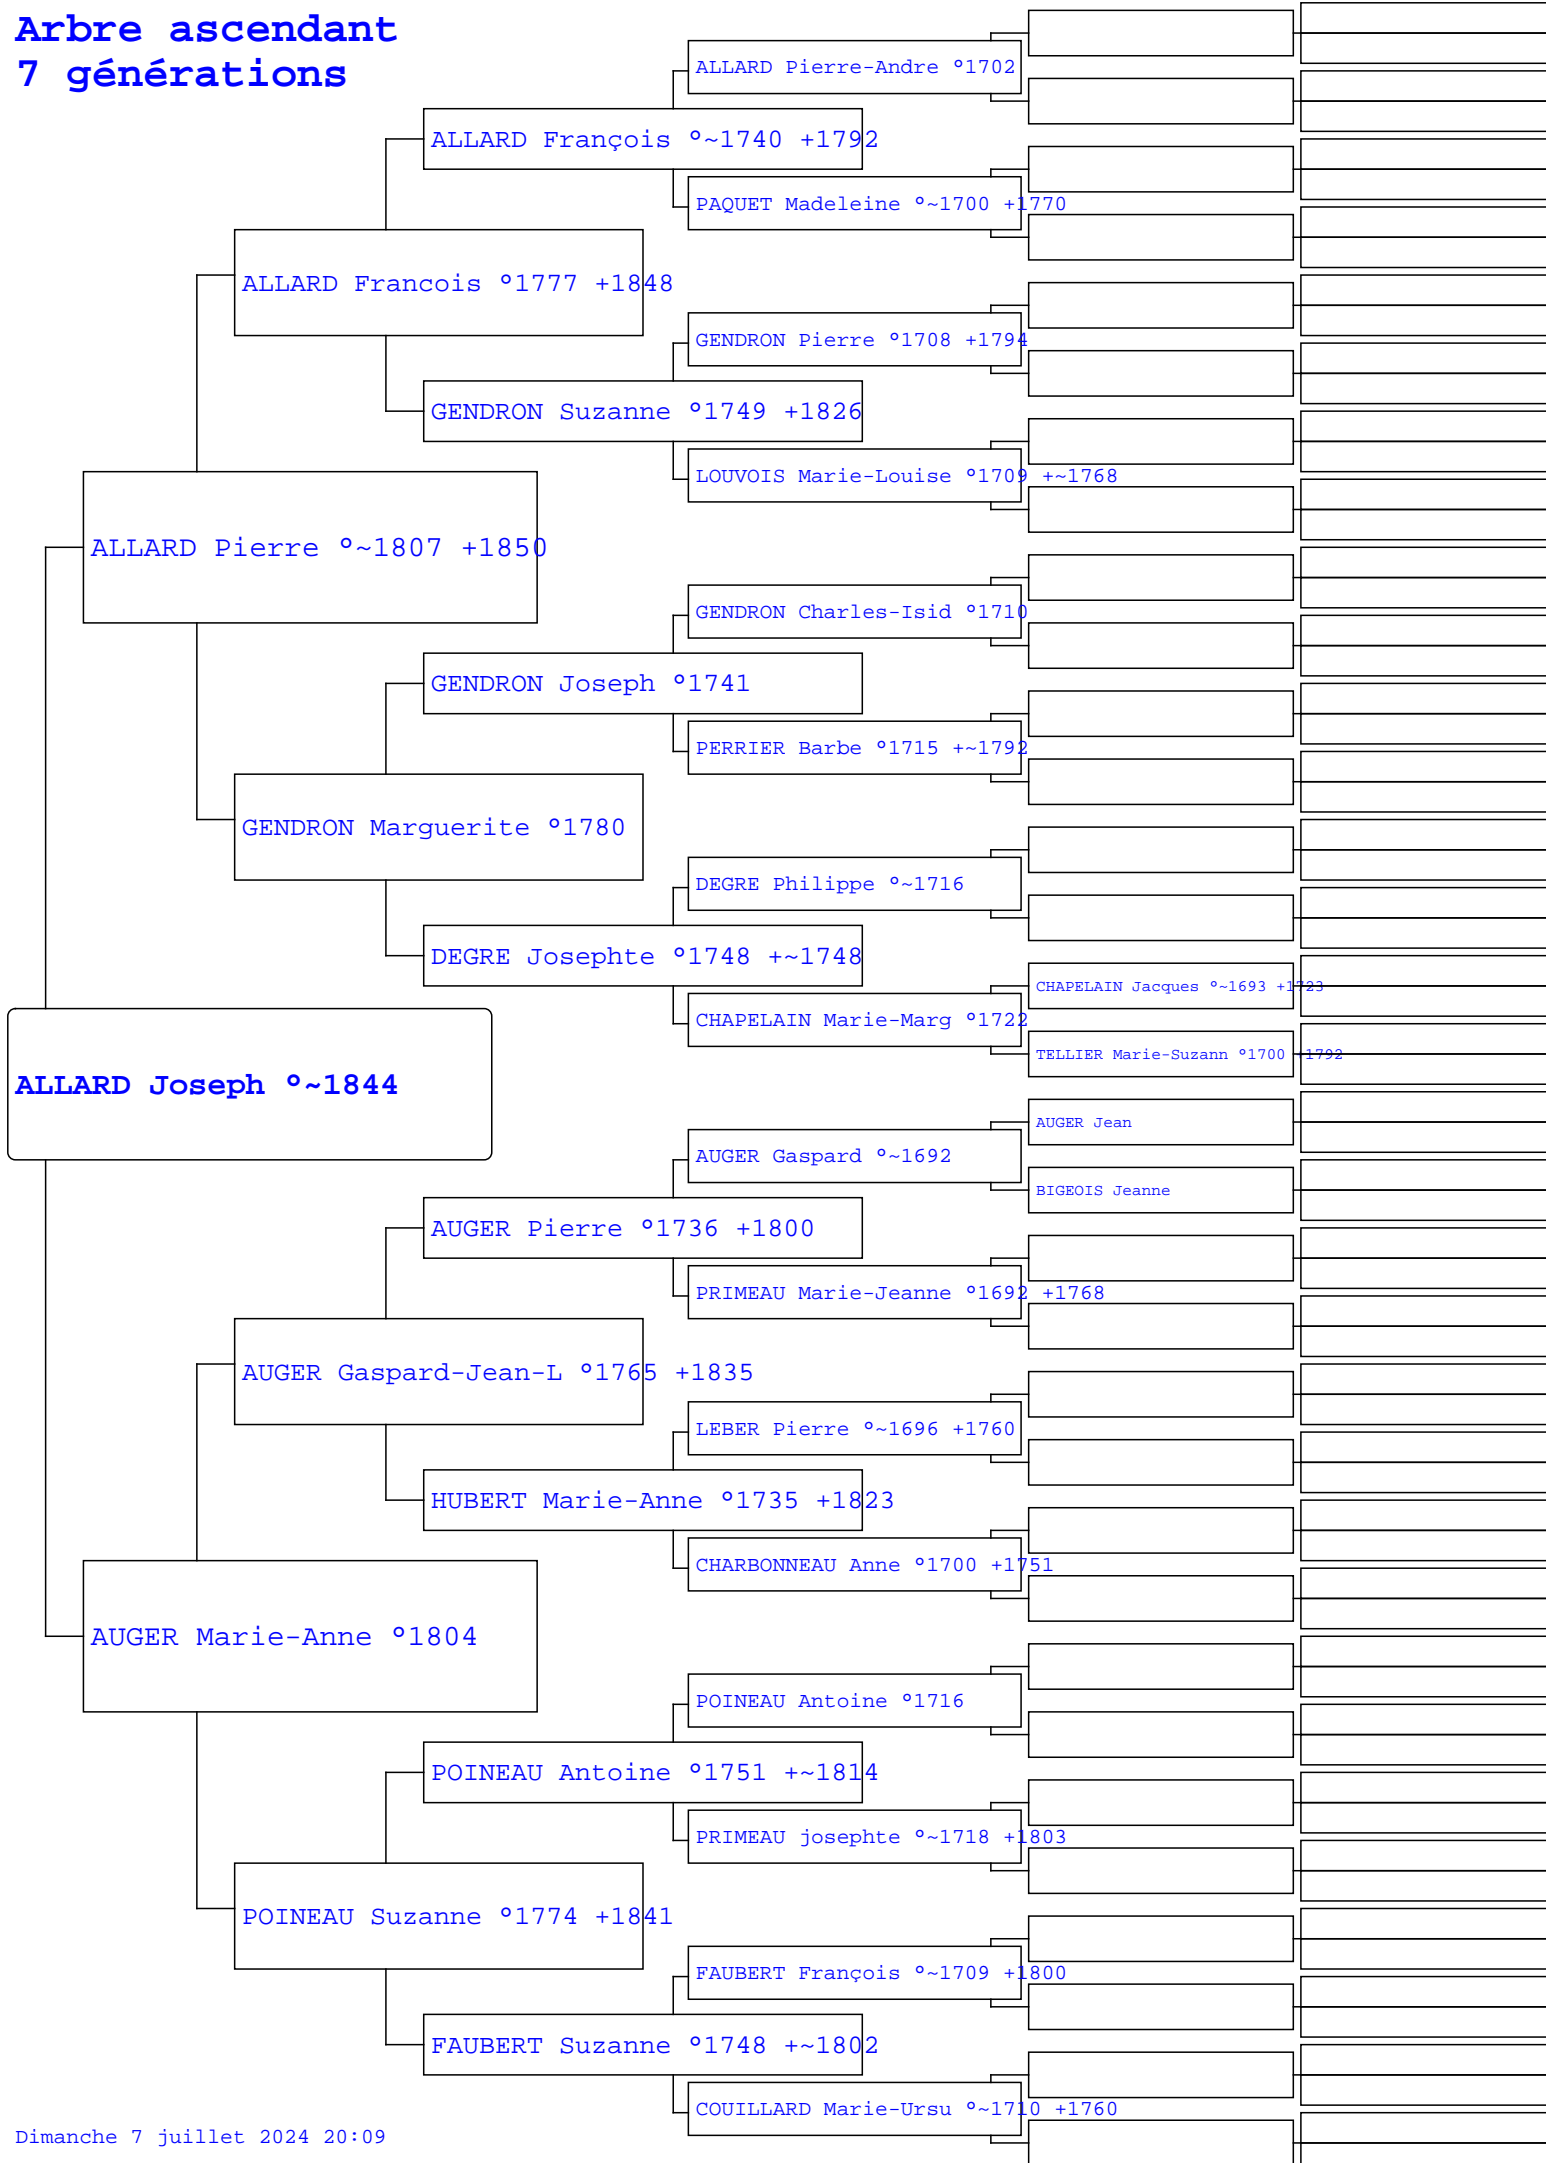 Arbre ascendant
7 générations
ALLARD Pierre-Andre °1702
ALLARD François °~1740 +1792
PAQUET Madeleine °~1700 +1770
ALLARD Francois °1777 +1848
GENDRON Pierre °1708 +1794
GENDRON Suzanne °1749 +1826
LOUVOIS Marie-Louise °1709 +~1768
ALLARD Pierre °~1807 +1850
GENDRON Charles-Isid °1710
GENDRON Joseph °1741
PERRIER Barbe °1715 +~1792
GENDRON Marguerite °1780
DEGRE Philippe °~1716
DEGRE Josephte °1748 +~1748
CHAPELAIN Jacques °~1693 +1723
CHAPELAIN Marie-Marg °1722
TELLIER Marie-Suzann °1700 +1792
ALLARD Joseph °~1844
AUGER Jean
AUGER Gaspard °~1692
BIGEOIS Jeanne
AUGER Pierre °1736 +1800
PRIMEAU Marie-Jeanne °1692 +1768
AUGER Gaspard-Jean-L °1765 +1835
LEBER Pierre °~1696 +1760
HUBERT Marie-Anne °1735 +1823
CHARBONNEAU Anne °1700 +1751
AUGER Marie-Anne °1804
POINEAU Antoine °1716
POINEAU Antoine °1751 +~1814
PRIMEAU josephte °~1718 +1803
POINEAU Suzanne °1774 +1841
FAUBERT François °~1709 +1800
FAUBERT Suzanne °1748 +~1802
COUILLARD Marie-Ursu °~1710 +1760
Dimanche 7 juillet 2024 20:09